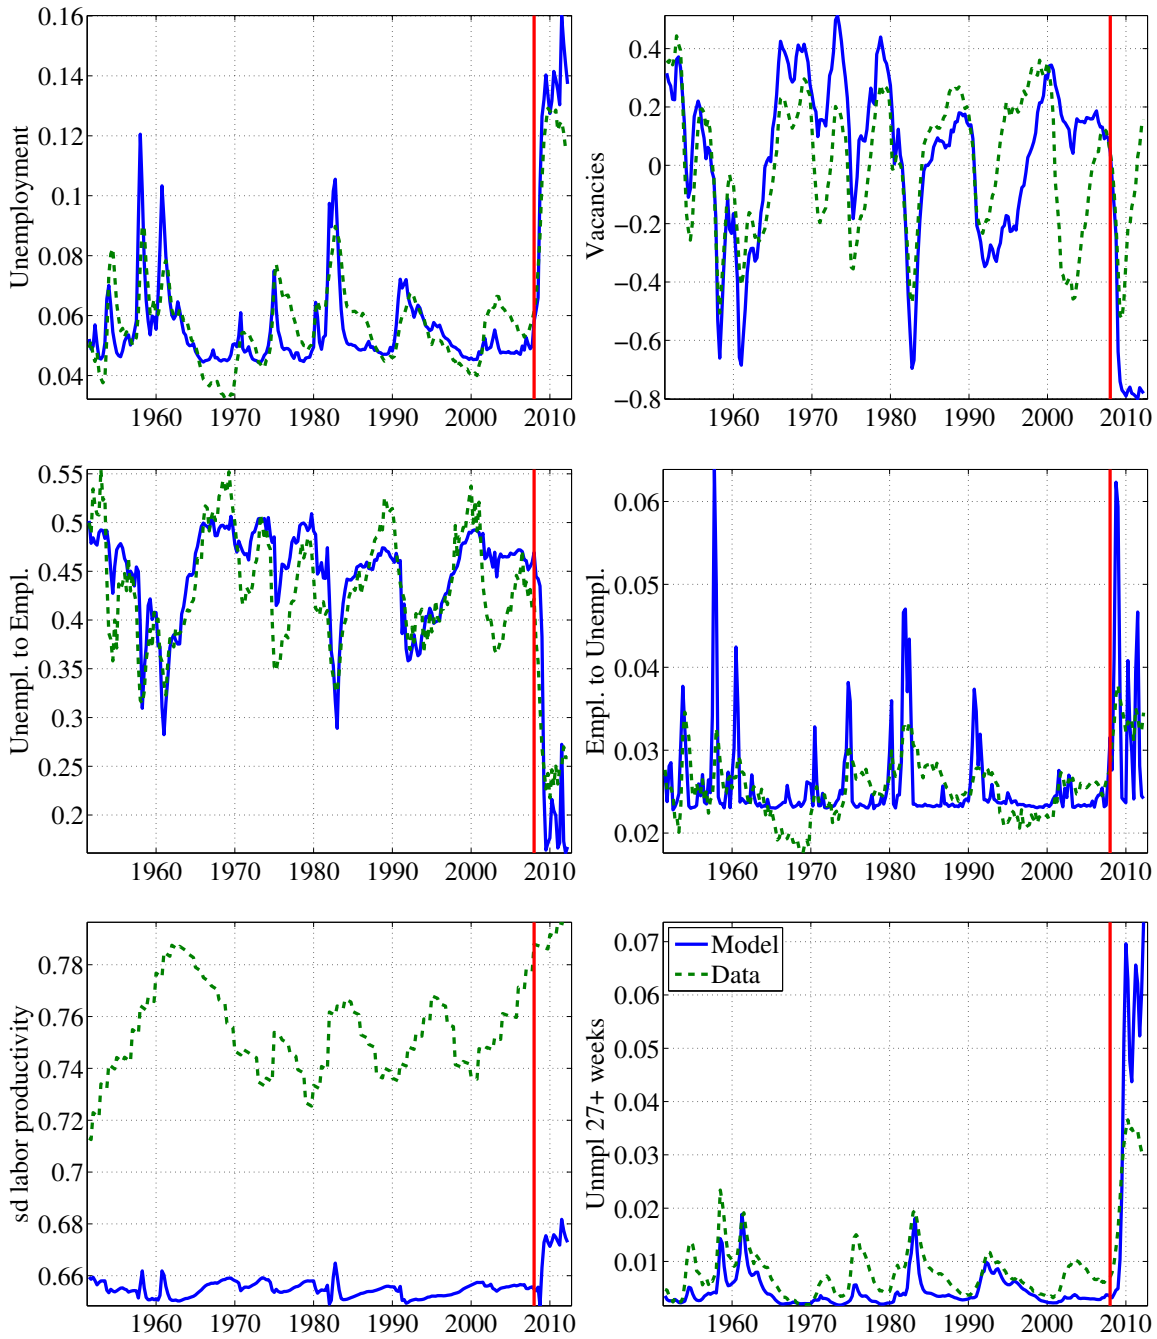 Unemployment
0.16
0.14
0.12
0.1
0.08
0.06
0.04
1960 1970 1980 1990 2000 2010
Vacancies
0.4
0.2
0
−0.2
−0.4
−0.6
−0.8
1960 1970 1980 1990 2000 2010
Unempl. to Empl.
0.55
0.5
0.45
0.4
0.35
0.3
0.25
0.2
1960 1970 1980 1990 2000 2010
Empl. to Unempl.
0.06
0.05
0.04
0.03
0.02
1960 1970 1980 1990 2000 2010
sd labor productivity
0.78
0.76
0.74
0.72
0.7
0.68
0.66
1960 1970 1980 1990 2000 2010
Unmpl 27+ weeks
0.07
0.06
0.05
0.04
0.03
0.02
0.01
Model
Data
1960 1970 1980 1990 2000 2010